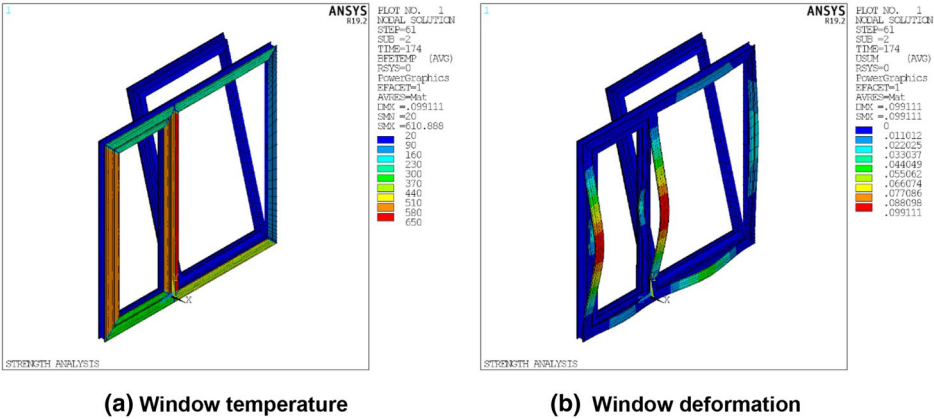 1
ANSYS
R19.2
PLOT NO. 1
NODAL SOLUTION
STEP=61
SUB =2
TIME=174
BFETEMP (AVG)
RSYS=0
PowerGraphics
EFACET=1
AVRES=Mat
DMX =.099111
SMN =20
SMX =610.888
20
90
160
230
300
370
440
510
580
650
X
STRENGTH ANALYSIS
1
ANSYS
R19.2
PLOT NO. 1
NODAL SOLUTION
STEP=61
SUB =2
TIME=174
USUM (AVG)
RSYS=0
PowerGraphics
EFACET=1
AVRES=Mat
DMX =.099111
SMX =.099111
0
.011012
.022025
.033037
.044049
.055062
.066074
.077086
.088098
.099111
Z X
STRENGTH ANALYSIS
(a) Window temperature
(b) Window deformation